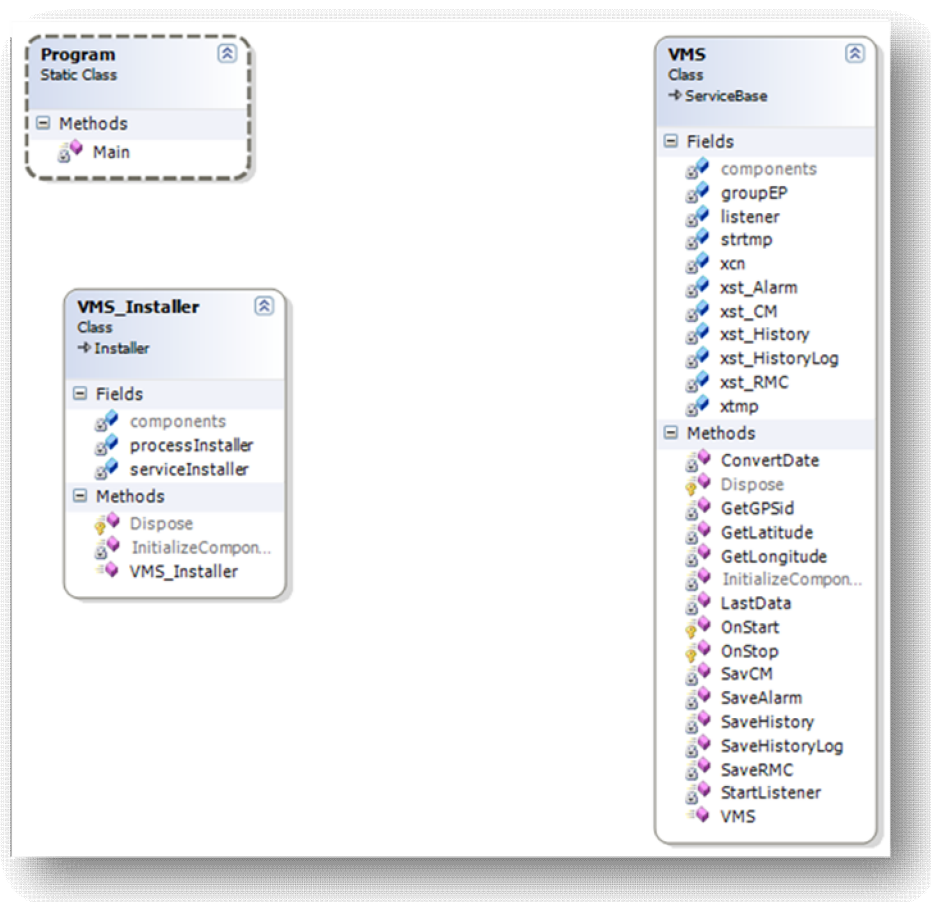 Program
Static Class
Methods
Main
VMS_Installer
Class
Installer
Fields
components
processInstaller
serviceInstaller
Methods
Dispose
InitializeCompon...
VMS_Installer
VMS
Class
ServiceBase
Fields
components
groupEP
listener
strtmp
xcn
xst_Alarm
xst_CM
xst_History
xst_HistoryLog
xst_RMC
xtmp
Methods
ConvertDate
Dispose
GetGPSid
GetLatitude
GetLongitude
InitializeCompon...
LastData
OnStart
OnStop
SavCM
SaveAlarm
SaveHistory
SaveHistoryLog
SaveRMC
StartListener
VMS